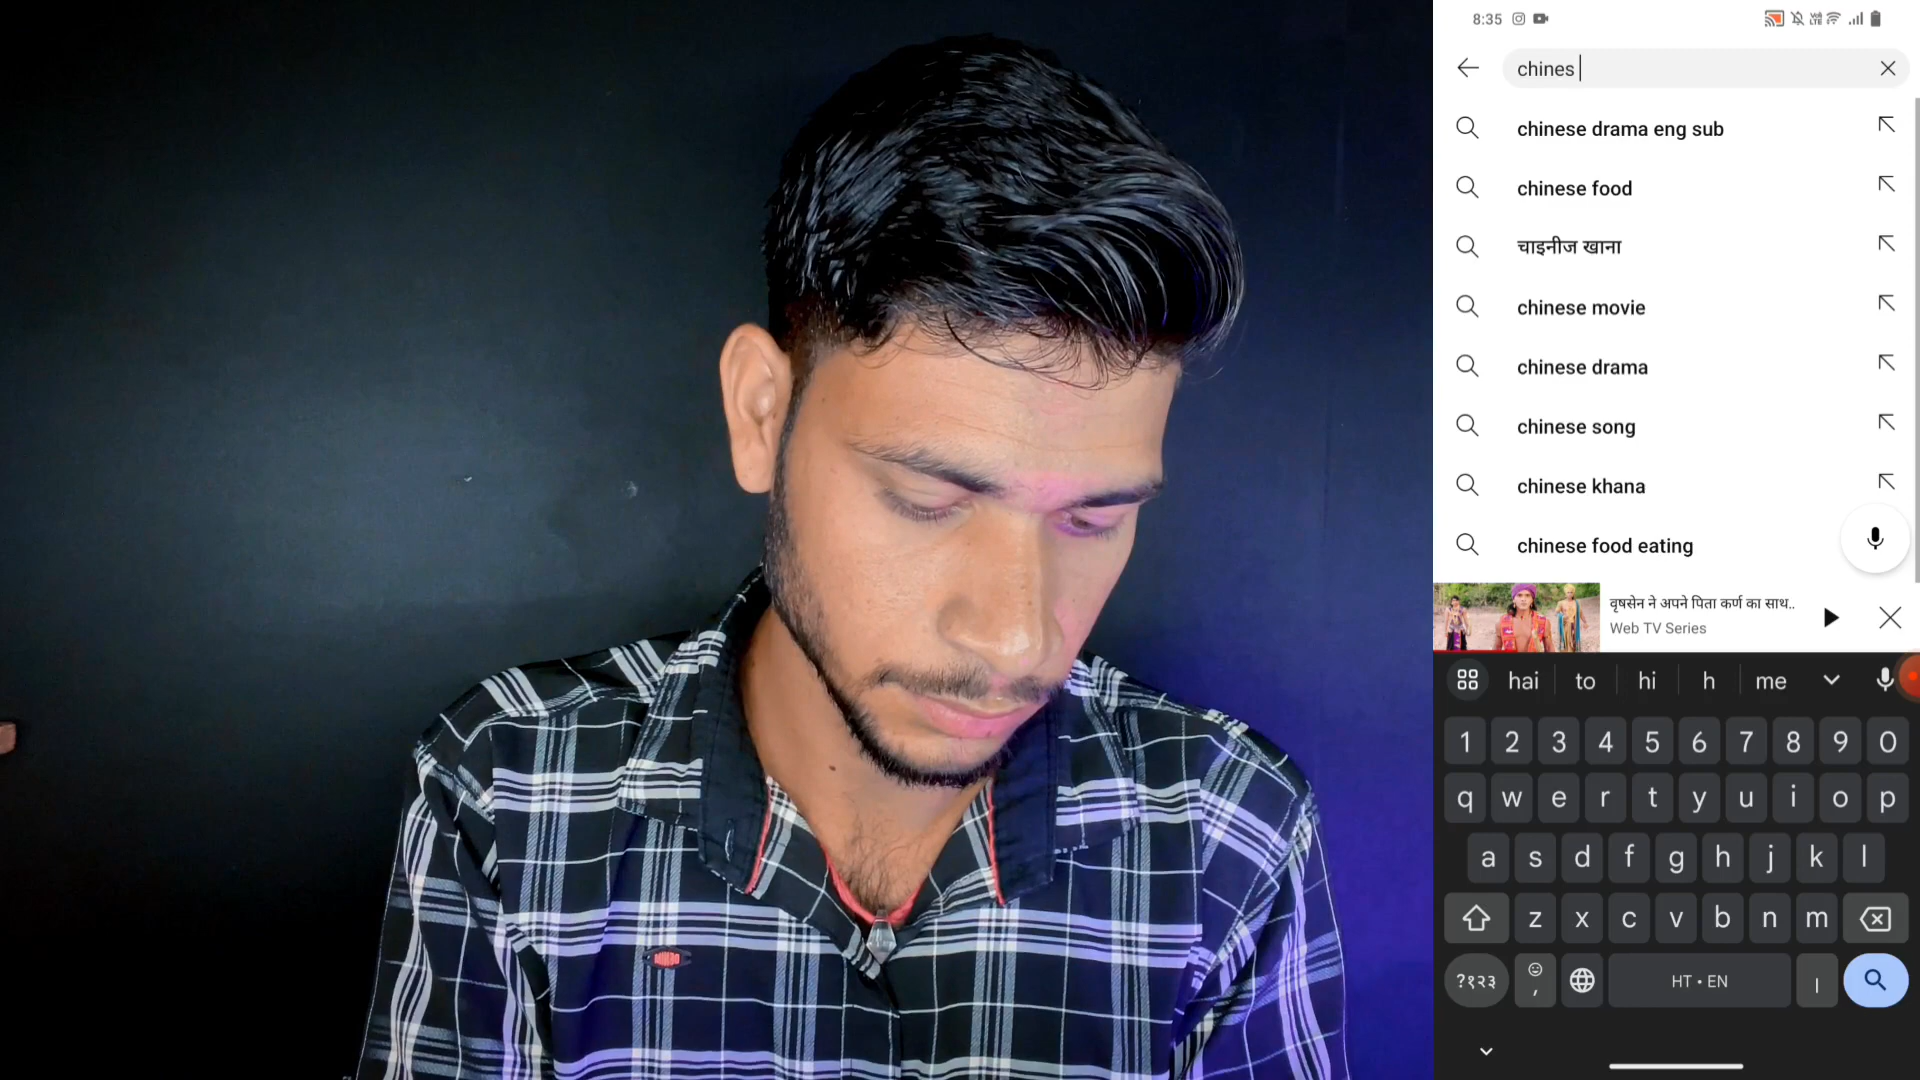 8:35
chines
chinese drama eng sub
chinese food
चाइनीज खाना
chinese movie
chinese drama
chinese song
chinese khana
chinese food eating
वृषसेन ने अपने पिता कर्ण का साथ..
Web TV Series
hai to hi h me
1 2 3 4 5 6 7 8 9 0
q w e r t y u i o p
a s d f g h j k l
z x c v b n m
?१२३ , HT • EN ।